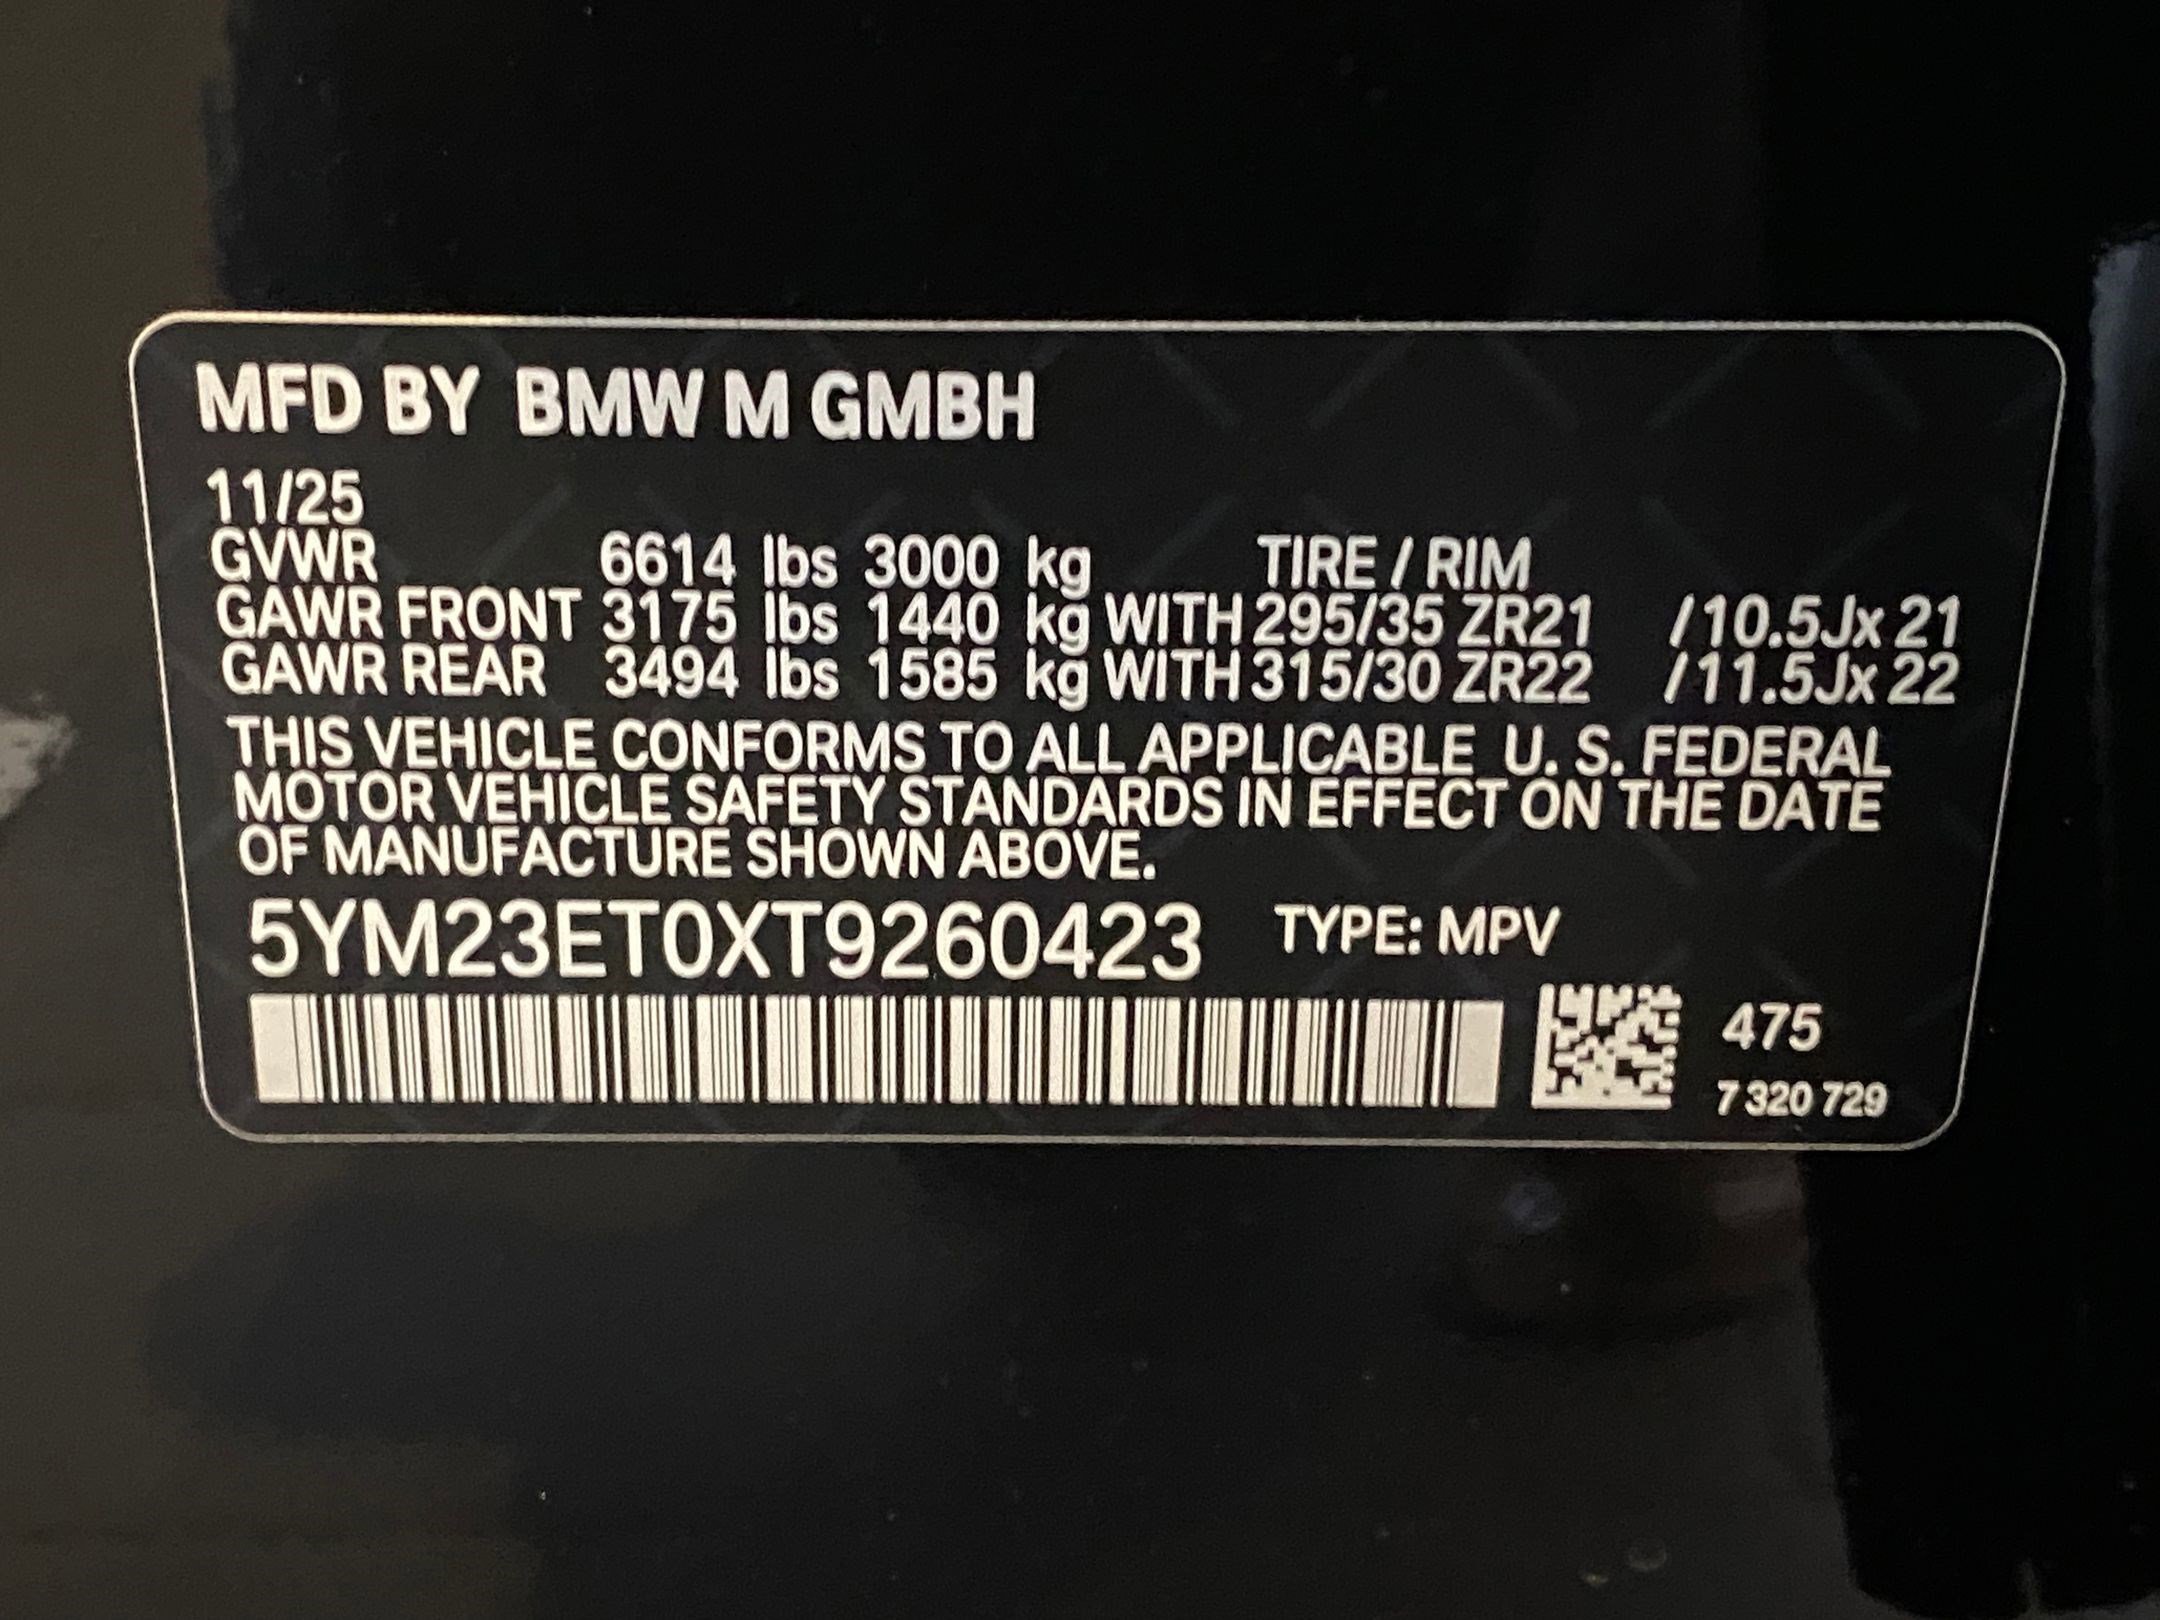 MFD BY BMW M GMBH
11/25
GVWR 6614 lbs 3000 kg TIRE / RIM
GAWR FRONT 3175 lbs 1440 kg WITH 295/35 ZR21 /10.5Jx 21
GAWR REAR 3494 lbs 1585 kg WITH 315/30 ZR22 /11.5Jx 22
THIS VEHICLE CONFORMS TO ALL APPLICABLE U. S. FEDERAL
MOTOR VEHICLE SAFETY STANDARDS IN EFFECT ON THE DATE
OF MANUFACTURE SHOWN ABOVE.
5YM23ET0XT9260423 TYPE: MPV
475
7 320 729